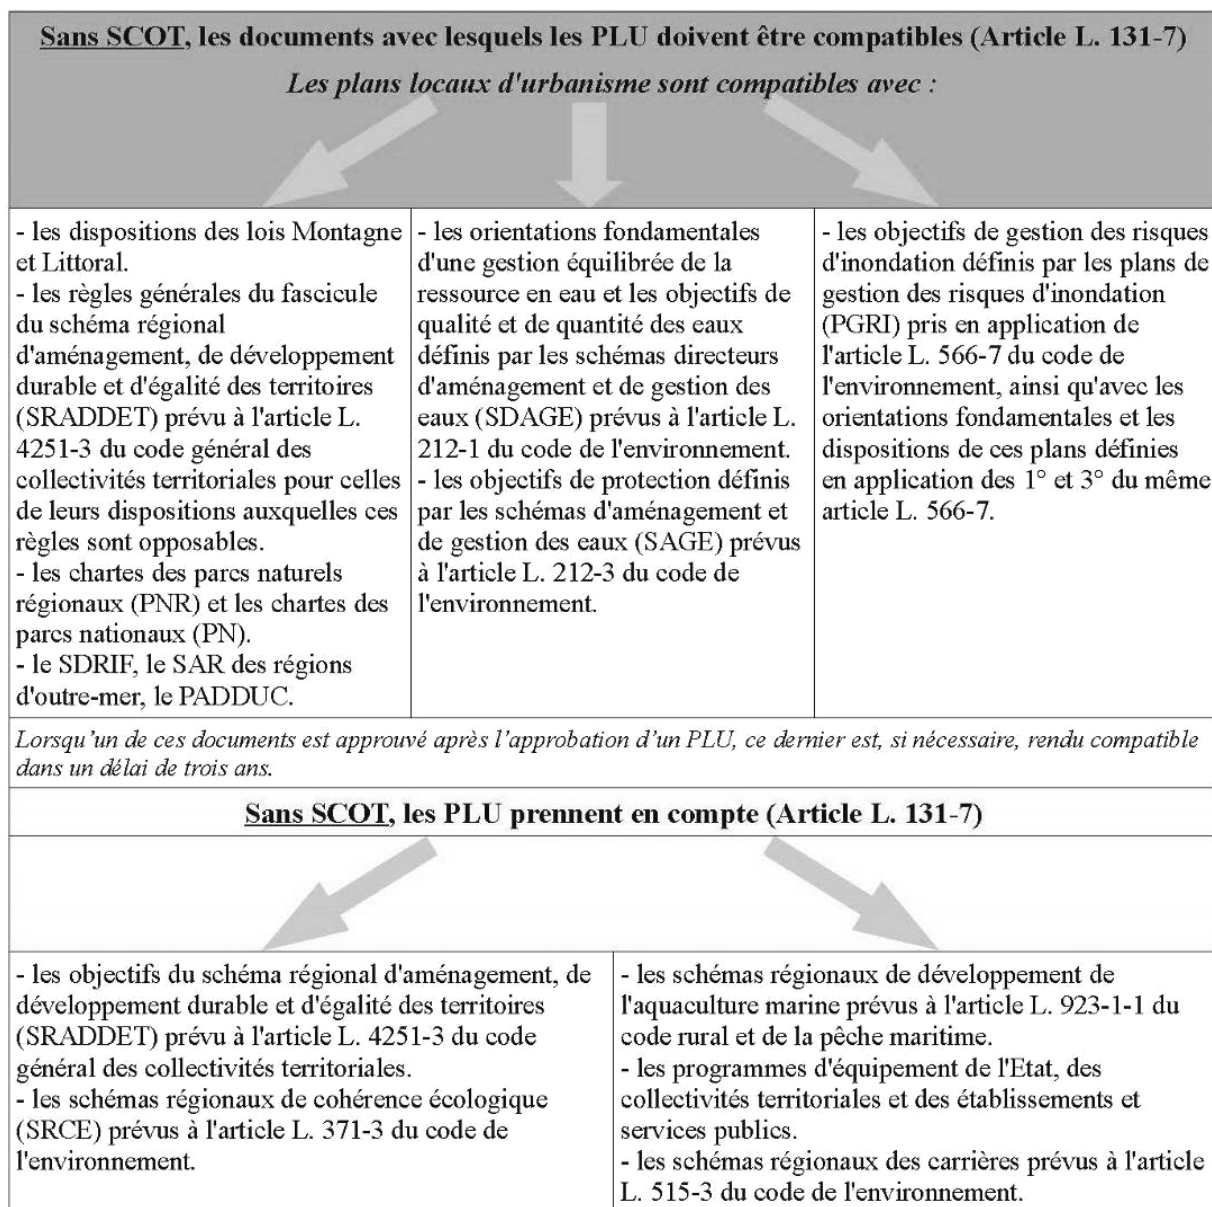 Sans SCOT, les documents avec lesquels les PLU doivent être compatibles (Article L. 131-7)
Les plans locaux d'urbanisme sont compatibles avec :
- les dispositions des lois Montagne
et Littoral.
- les règles générales du fascicule
du schéma régional
d'aménagement, de développement
durable et d'égalité des territoires
(SRADDET) prévu à l'article L.
4251-3 du code général des
collectivités territoriales pour celles
de leurs dispositions auxquelles ces
règles sont opposables.
- les chartes des parcs naturels
régionaux (PNR) et les chartes des
parcs nationaux (PN).
- le SDRIF, le SAR des régions
d'outre-mer, le PADDUC.
- les orientations fondamentales
d'une gestion équilibrée de la
ressource en eau et les objectifs de
qualité et de quantité des eaux
définis par les schémas directeurs
d'aménagement et de gestion des
eaux (SDAGE) prévus à l'article L.
212-1 du code de l'environnement.
- les objectifs de protection définis
par les schémas d'aménagement et
de gestion des eaux (SAGE) prévus
à l'article L. 212-3 du code de
l'environnement.
- les objectifs de gestion des risques
d'inondation définis par les plans de
gestion des risques d'inondation
(PGRI) pris en application de
l'article L. 566-7 du code de
l'environnement, ainsi qu'avec les
orientations fondamentales et les
dispositions de ces plans définies
en application des 1° et 3° du même
article L. 566-7.
Lorsqu'un de ces documents est approuvé après l'approbation d'un PLU, ce dernier est, si nécessaire, rendu compatible
dans un délai de trois ans.
Sans SCOT, les PLU prennent en compte (Article L. 131-7)
- les objectifs du schéma régional d'aménagement, de
développement durable et d'égalité des territoires
(SRADDET) prévu à l'article L. 4251-3 du code
général des collectivités territoriales.
- les schémas régionaux de cohérence écologique
(SRCE) prévus à l'article L. 371-3 du code de
l'environnement.
- les schémas régionaux de développement de
l'aquaculture marine prévus à l'article L. 923-1-1 du
code rural et de la pêche maritime.
- les programmes d'équipement de l'Etat, des
collectivités territoriales et des établissements et
services publics.
- les schémas régionaux des carrières prévus à l'article
L. 515-3 du code de l'environnement.